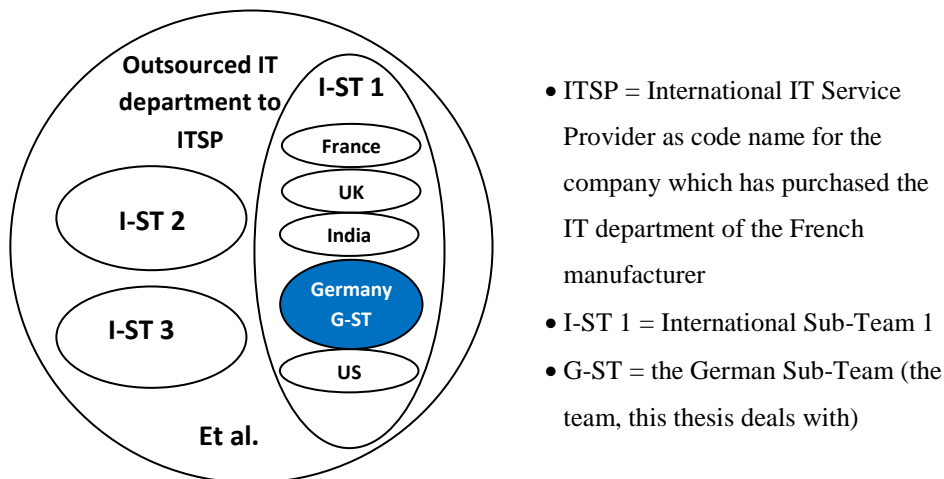 Outsourced IT
department to
ITSP
I-ST 1
France
UK
India
Germany
G-ST
US
I-ST 2
I-ST 3
Et al.
• ITSP = International IT Service
Provider as code name for the
company which has purchased the
IT department of the French
manufacturer
• I-ST 1 = International Sub-Team 1
• G-ST = the German Sub-Team (the
team, this thesis deals with)